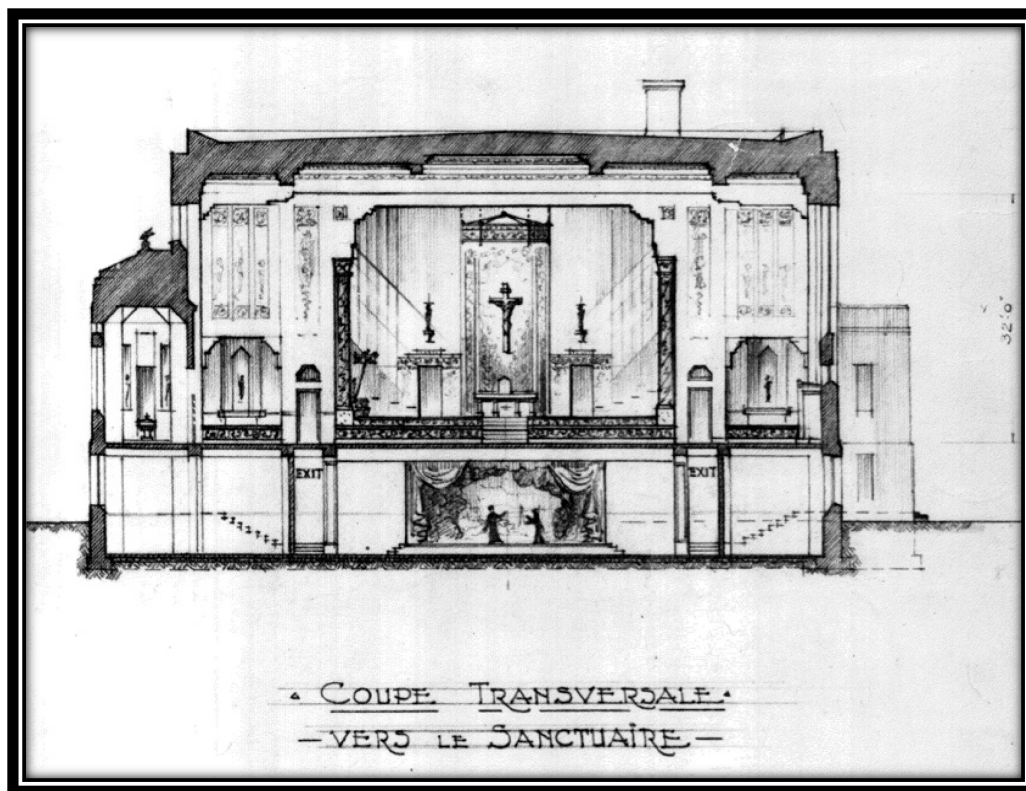 32'-0"
EXIT
EXIT
COUPE TRANSVERSALE
— VERS LE SANCTUAIRE —